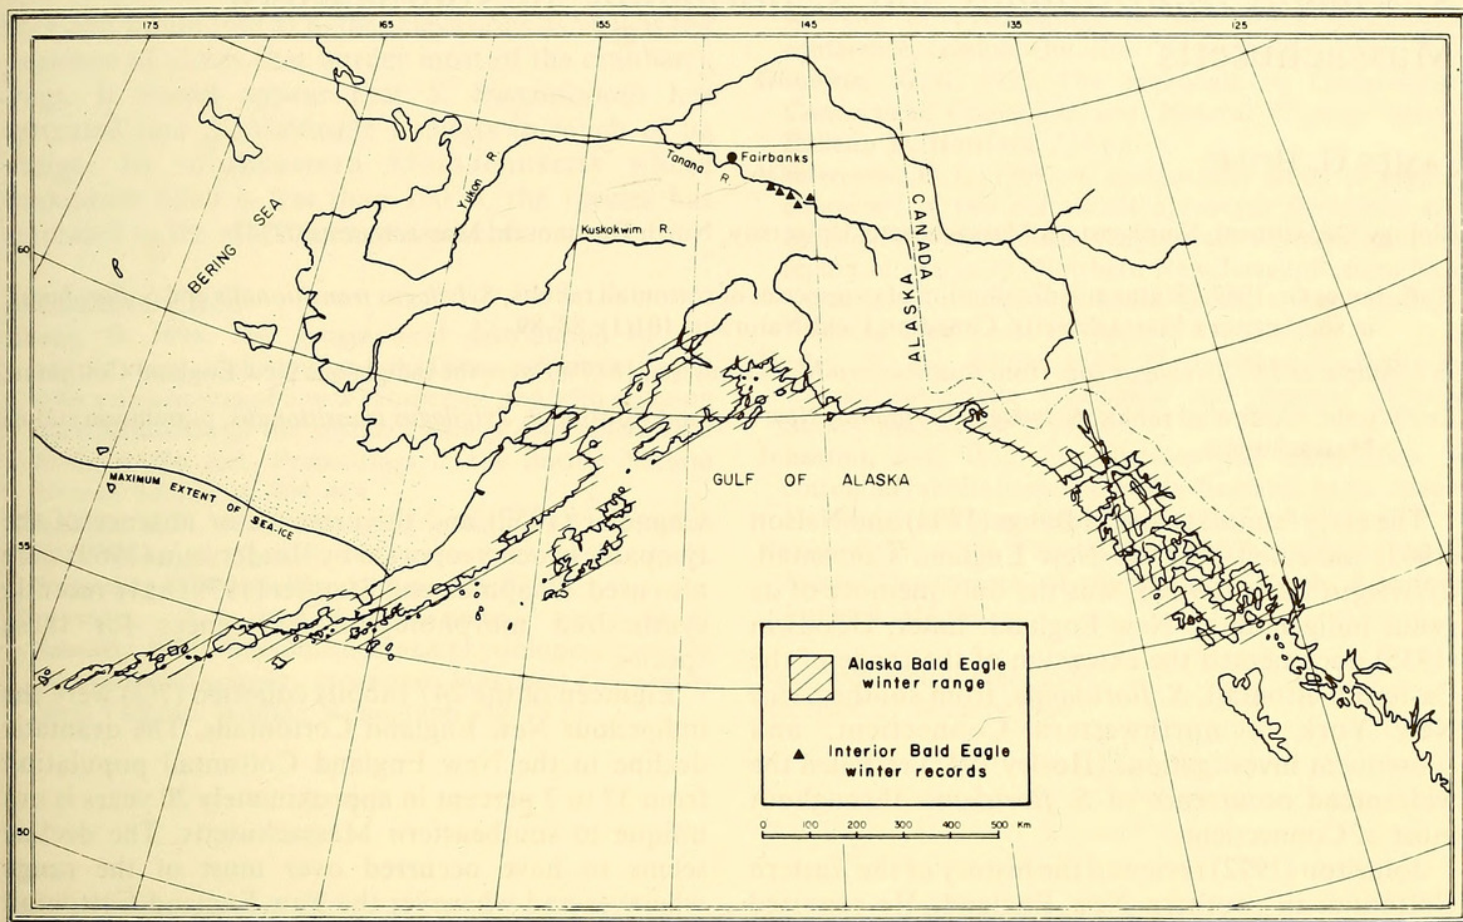 175 165 155 145 135 125
60
55
50
BERING SEA
Yukon R.
Tanana R.
Fairbanks
Kuskokwim R.
CANADA
ALASKA
GULF OF ALASKA
MAXIMUM EXTENT OF SEA-ICE
Alaska Bald Eagle
winter range
Interior Bald Eagle
winter records
0 100 200 300 400 500 Km